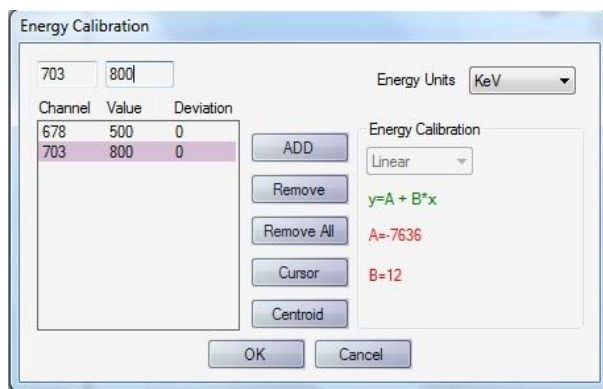 Energy Calibration
703 800 Energy Units KeV
Channel Value Deviation
678 500 0
703 800 0
ADD
Remove
Remove All
Cursor
Centroid
Energy Calibration
Linear
y=A + B*x
A=-7636
B=12
OK Cancel